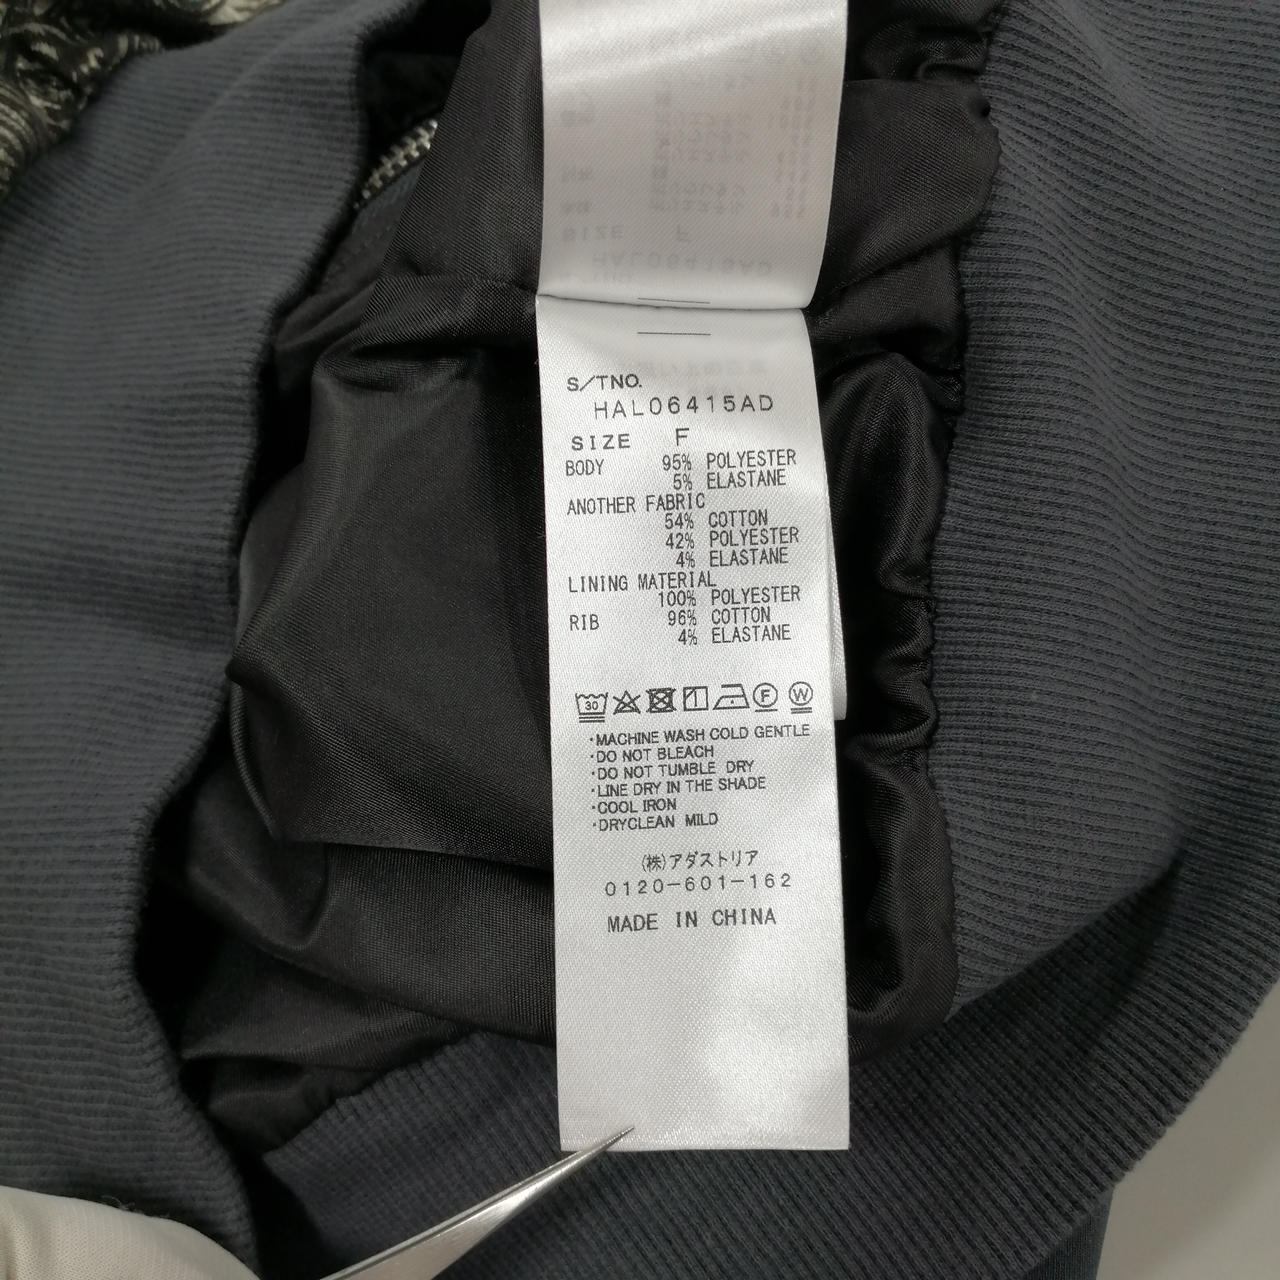 S/TNO.
HAL06415AD
SIZE F
BODY 95% POLYESTER
5% ELASTANE
ANOTHER FABRIC
54% COTTON
42% POLYESTER
4% ELASTANE
LINING MATERIAL
100% POLYESTER
RIB 96% COTTON
4% ELASTANE
30 F W
・MACHINE WASH COLD GENTLE
・DO NOT BLEACH
・DO NOT TUMBLE DRY
・LINE DRY IN THE SHADE
・COOL IRON
・DRYCLEAN MILD
(株)アダストリア
0120-601-162
MADE IN CHINA